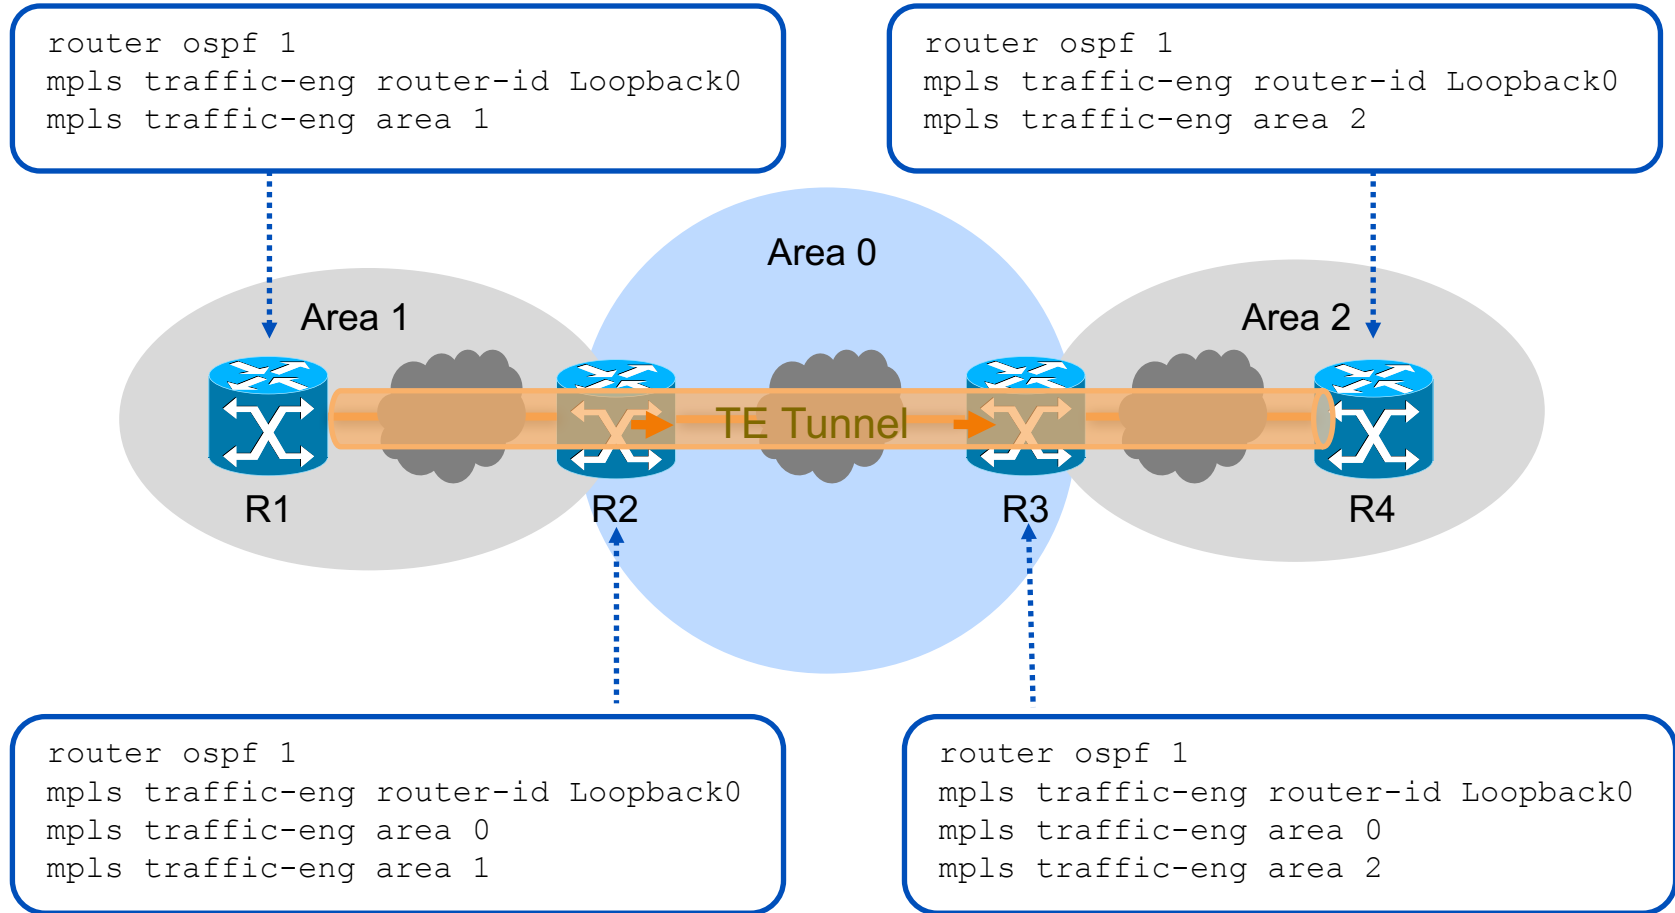 router ospf 1
mpls traffic-eng router-id Loopback0
mpls traffic-eng area 1
router ospf 1
mpls traffic-eng router-id Loopback0
mpls traffic-eng area 2
Area 0
Area 1
Area 2
TE Tunnel
R1
R2
R3
R4
router ospf 1
mpls traffic-eng router-id Loopback0
mpls traffic-eng area 0
mpls traffic-eng area 1
router ospf 1
mpls traffic-eng router-id Loopback0
mpls traffic-eng area 0
mpls traffic-eng area 2